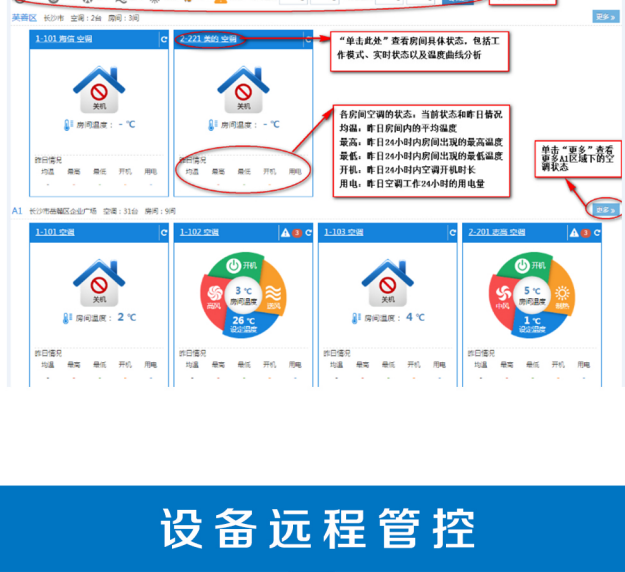 芙蓉区 长沙市 空调：2台 房间：3间 更多 »
1-101 海信 空调
2-221 美的 空调
“单击此处”查看房间具体状态，包括工
作模式、实时状态以及温度曲线分析
关机
关机
房间温度： - ℃
房间温度： - ℃
各房间空调的状态，当前状态和昨日情况
均温：昨日房间内的平均温度
最高：昨日24小时内房间出现的最高温度
最低：昨日24小时内房间出现的最低温度
开机：昨日24小时内空调开机时长
用电：昨日空调工作24小时的用电量
单击“更多”查看
更多A1区域下的空
调状态
昨日情况
均温 最高 最低 开机 用电
- - - - -
昨日情况
均温 最高 最低 开机 用电
- - - - -
A1 长沙市岳麓区企业广场 空调：31台 房间：9间 更多 »
1-101 空调
1-102 空调 3
1-103 空调
2-201 志高 空调 3
关机
房间温度： 2 ℃
开机
高风
3 ℃
房间温度
送风
26 ℃
设定温度
关机
房间温度： 4 ℃
开机
中风
5 ℃
房间温度
制热
1 ℃
设定温度
昨日情况
均温 最高 最低 开机 用电
- - - - -
昨日情况
均温 最高 最低 开机 用电
- - - - -
昨日情况
均温 最高 最低 开机 用电
- - - - -
昨日情况
均温 最高 最低 开机 用电
- - - - -
设备远程管控